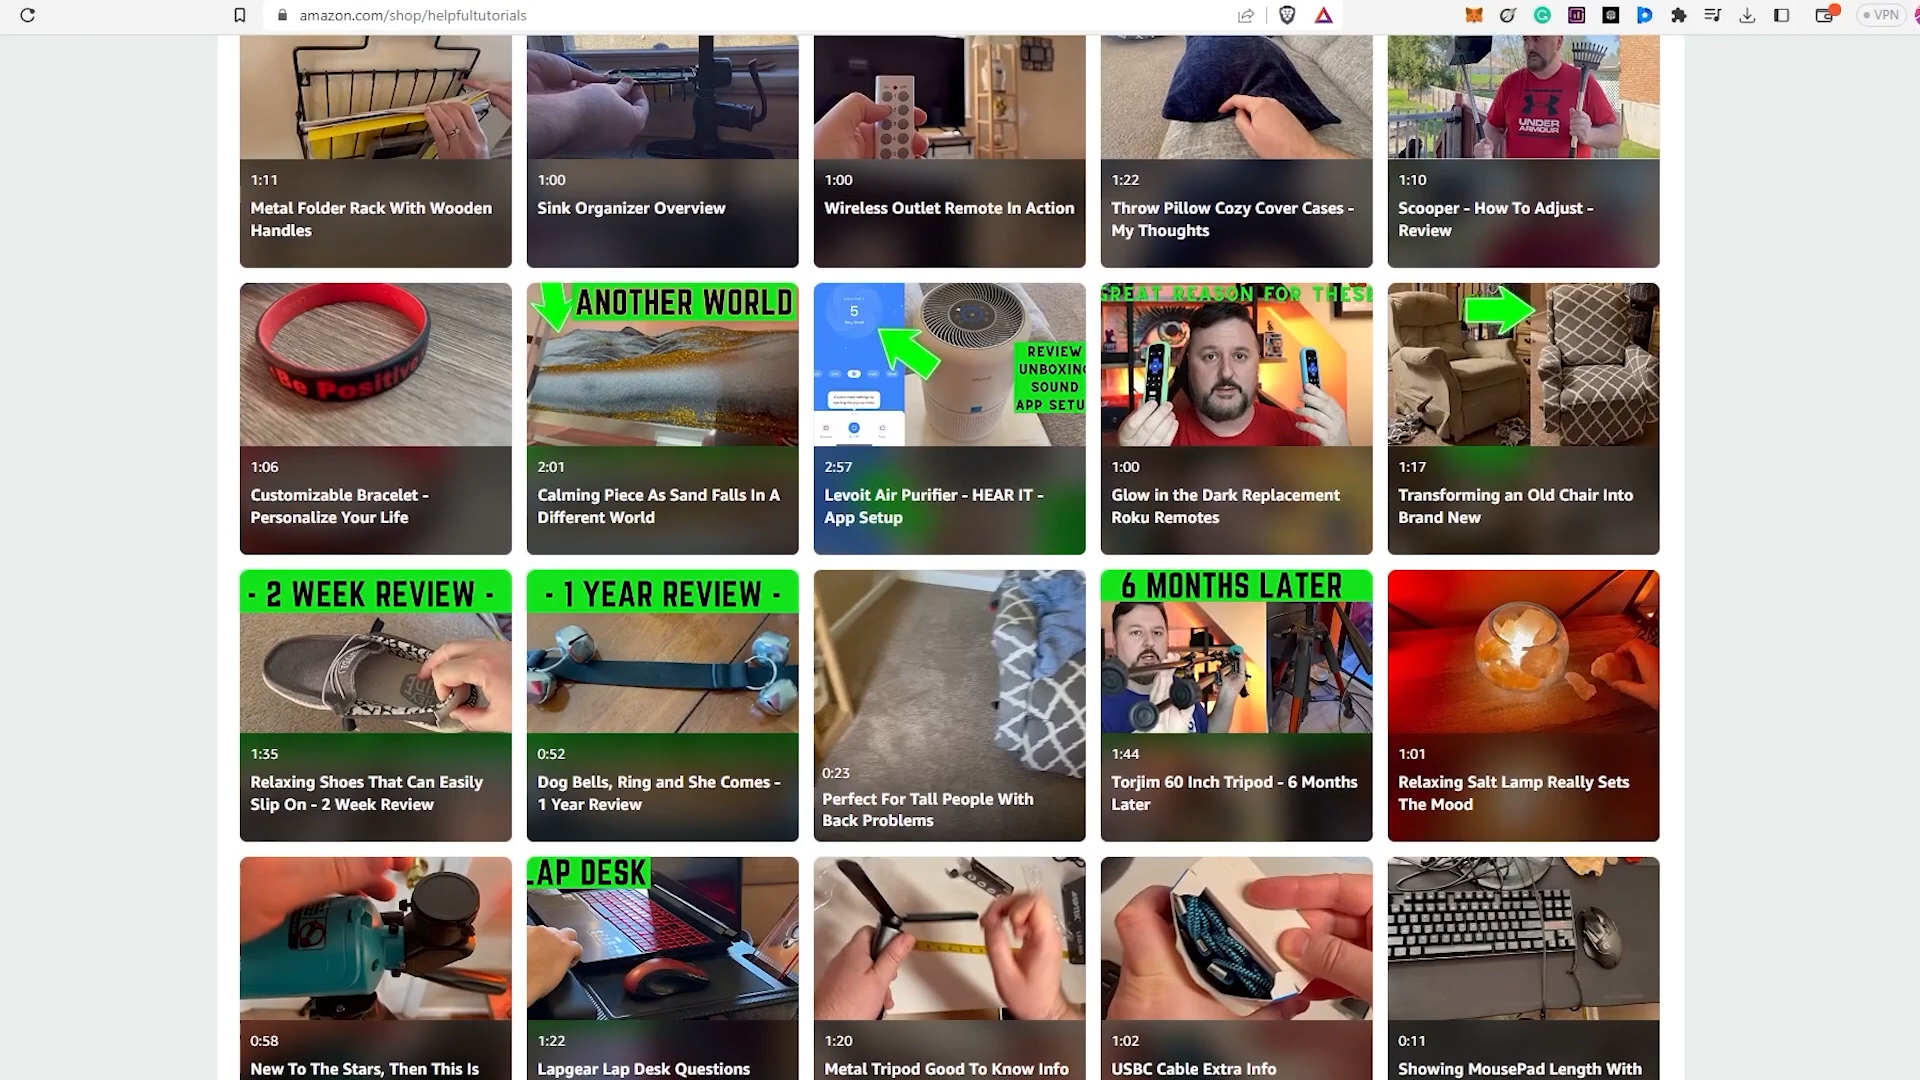 amazon.com/shop/helpfultutorials
VPN
UNDER
ARMOUR
1:11
Metal Folder Rack With Wooden
Handles
1:00
Sink Organizer Overview
1:00
Wireless Outlet Remote In Action
1:22
Throw Pillow Cozy Cover Cases -
My Thoughts
1:10
Scooper - How To Adjust -
Review
Be Positive
1:06
Customizable Bracelet -
Personalize Your Life
ANOTHER WORLD
2:01
Calming Piece As Sand Falls In A
Different World
5
REVIEW
UNBOXING
SOUND
APP SETU
2:57
Levoit Air Purifier - HEAR IT -
App Setup
GREAT REASON FOR THESE
1:00
Glow in the Dark Replacement
Roku Remotes
1:17
Transforming an Old Chair Into
Brand New
- 2 WEEK REVIEW -
1:35
Relaxing Shoes That Can Easily
Slip On - 2 Week Review
- 1 YEAR REVIEW -
0:52
Dog Bells, Ring and She Comes -
1 Year Review
0:23
Perfect For Tall People With
Back Problems
6 MONTHS LATER
1:44
Torjim 60 Inch Tripod - 6 Months
Later
1:01
Relaxing Salt Lamp Really Sets
The Mood
0:58
New To The Stars, Then This Is
LAP DESK
1:22
Lapgear Lap Desk Questions
1:20
Metal Tripod Good To Know Info
1:02
USBC Cable Extra Info
0:11
Showing MousePad Length With